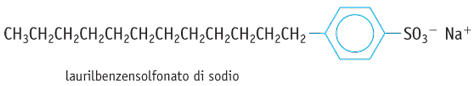 CH₃CH₂CH₂CH₂CH₂CH₂CH₂CH₂CH₂CH₂CH₂CH₂ SO₃⁻ Na⁺
laurilbenzensolfonato di sodio